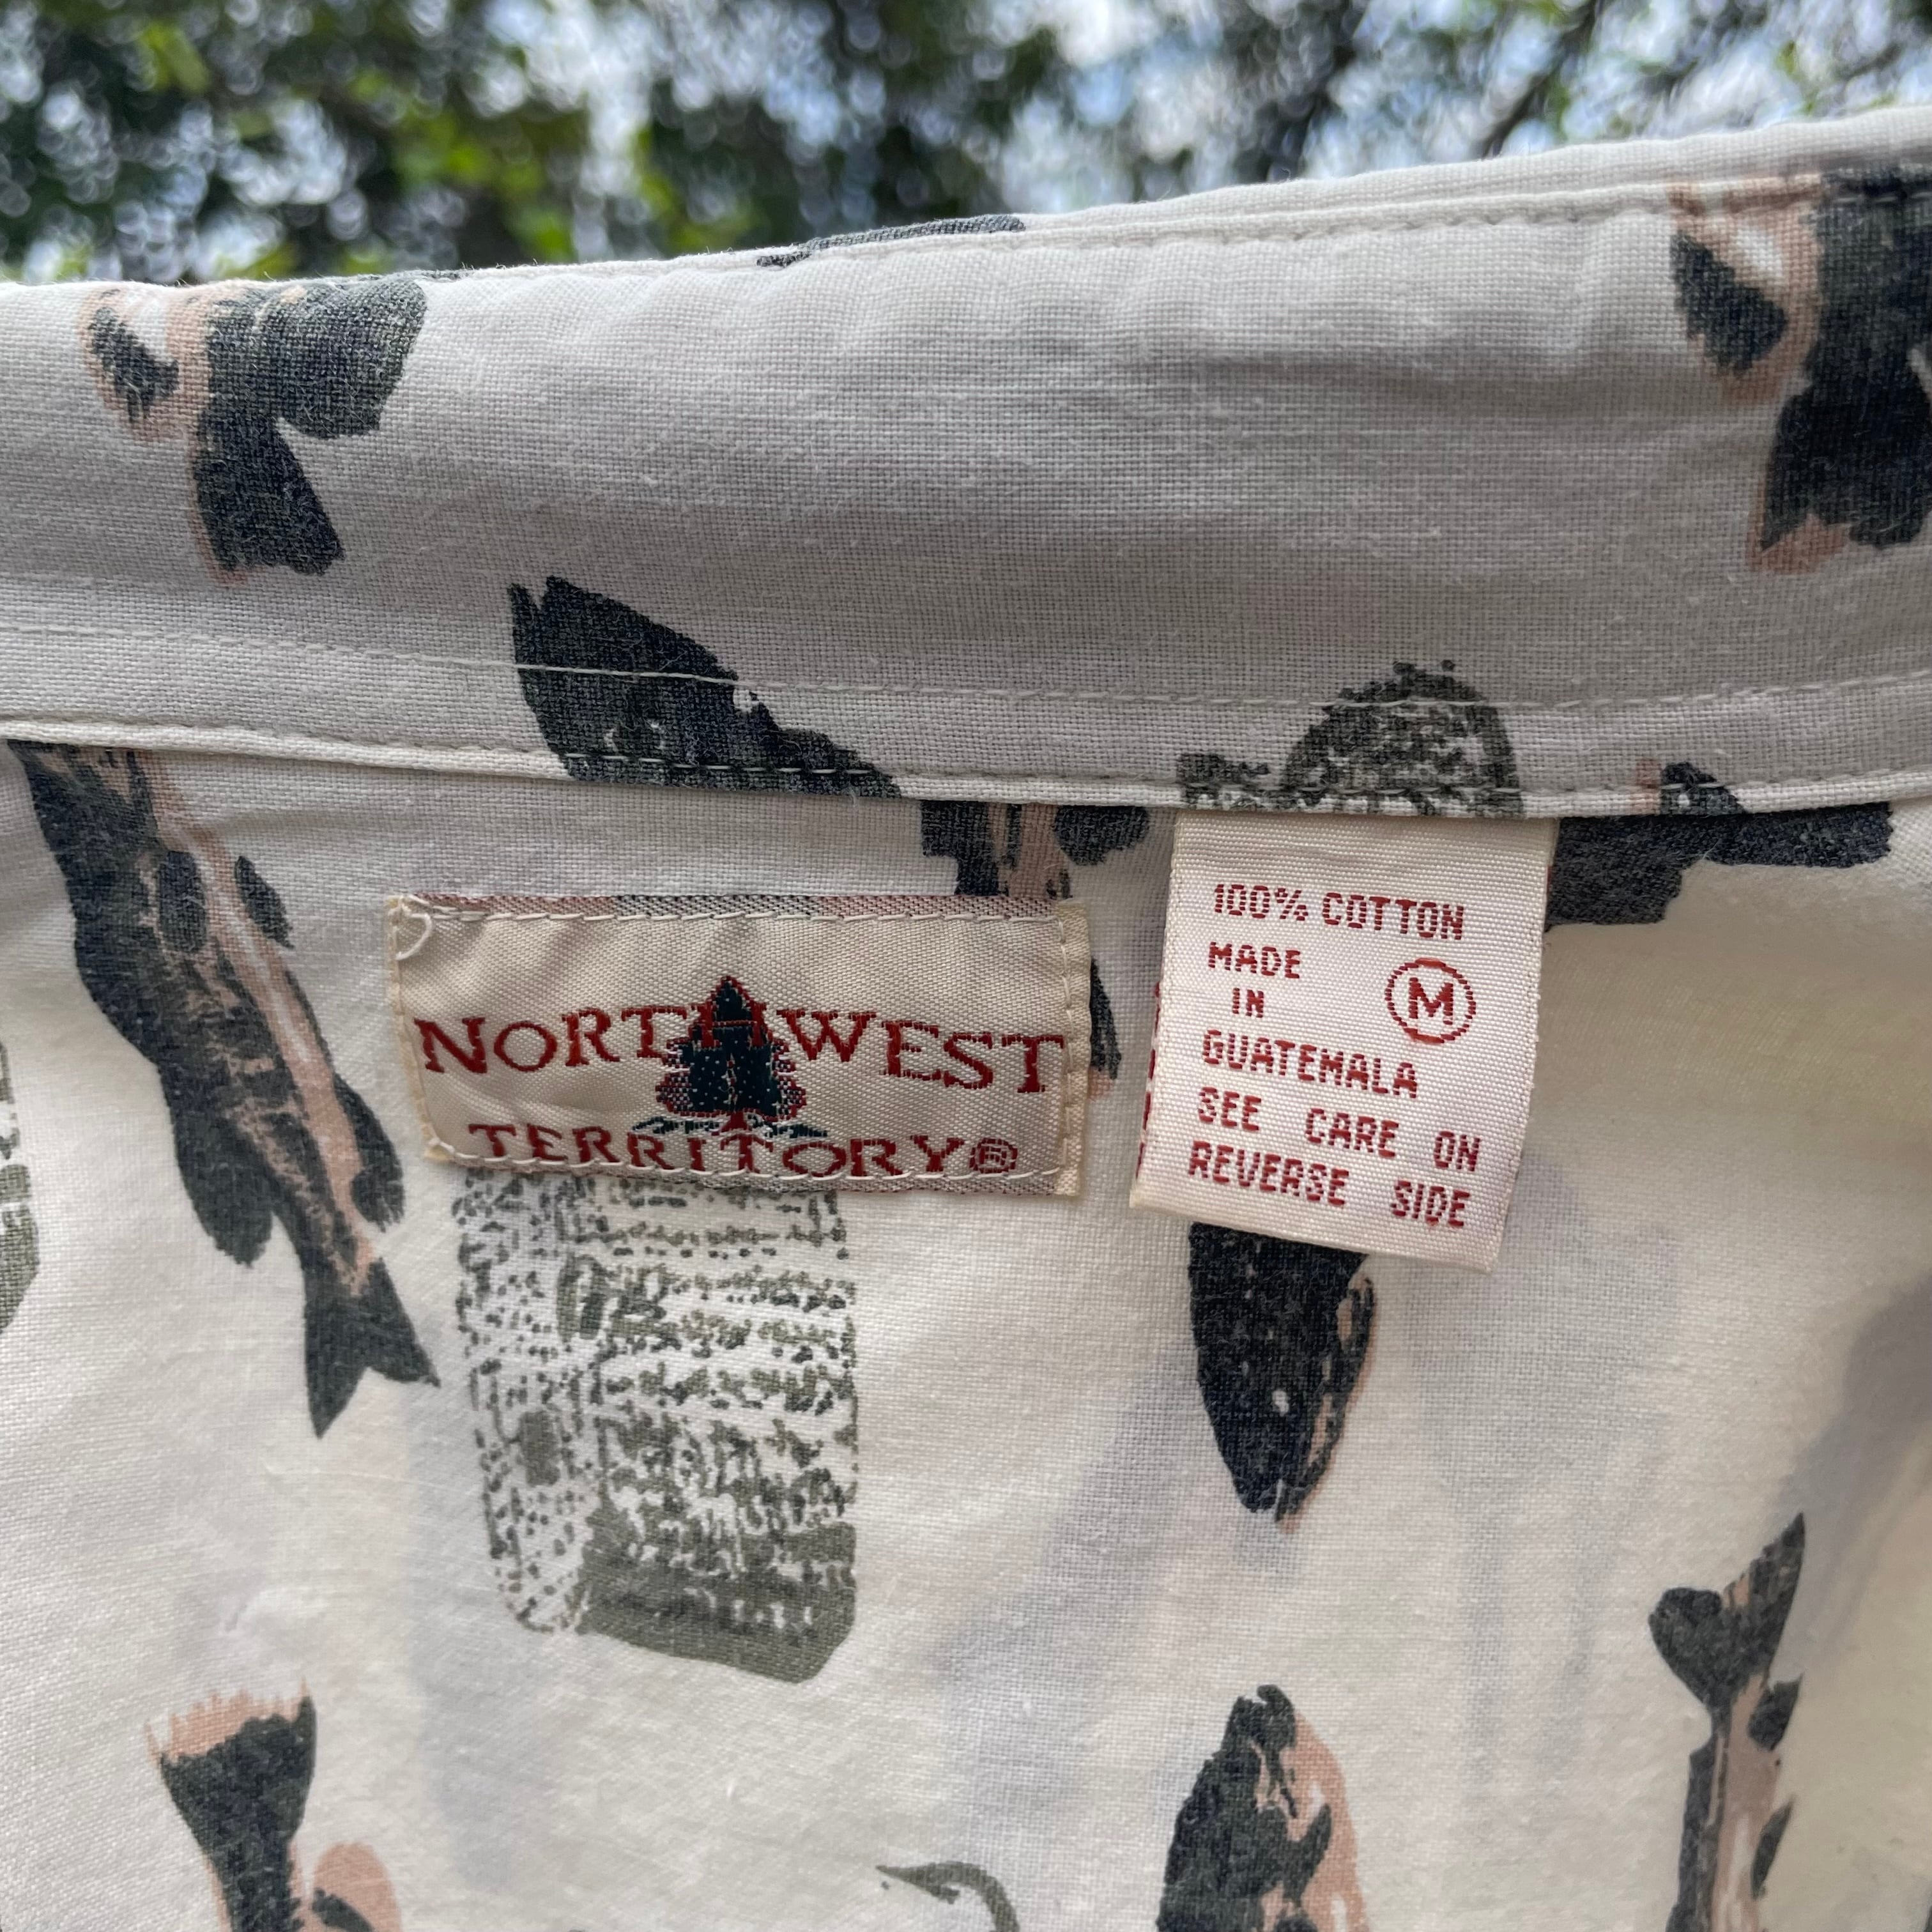 NORTHWEST
TERRITORY®
100% COTTON
MADE
IN
M
GUATEMALA
SEE CARE ON
REVERSE SIDE